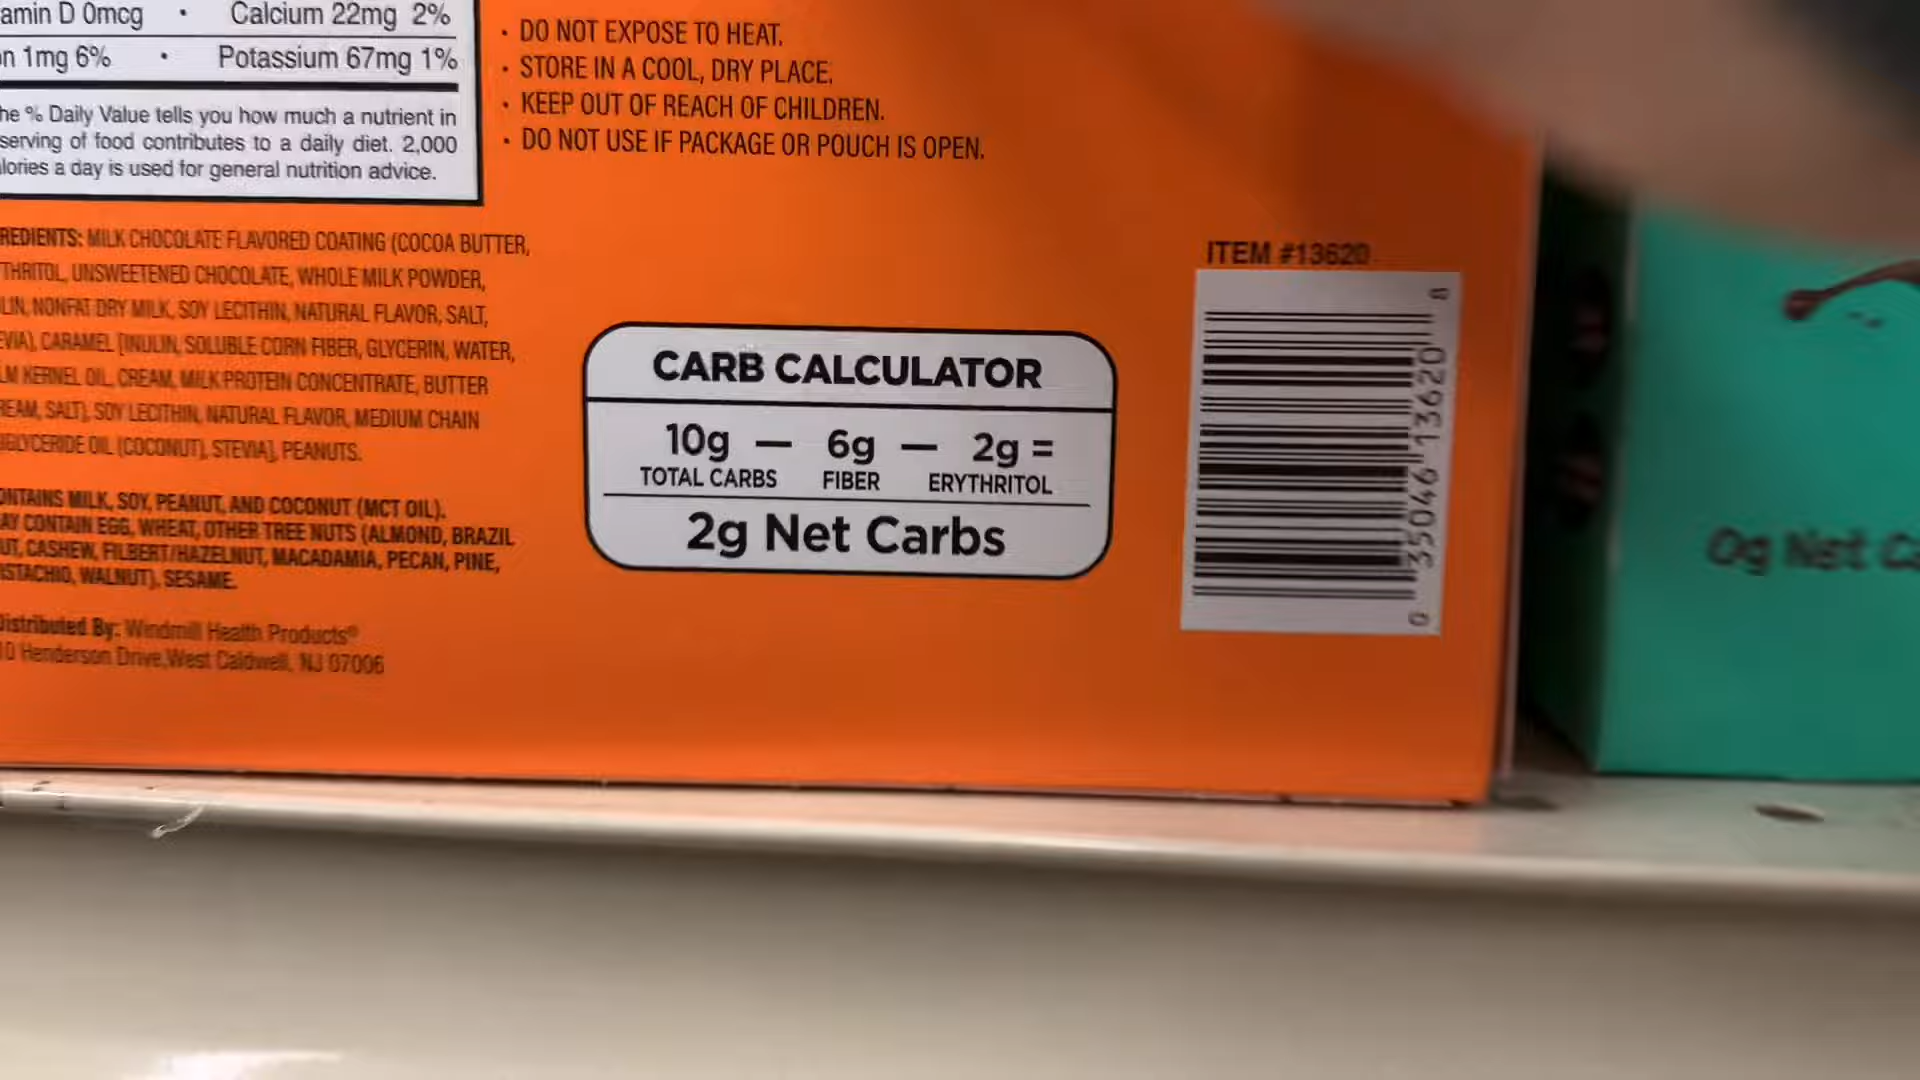 amin D 0mcg • Calcium 22mg 2%
n 1mg 6% • Potassium 67mg 1%
he % Daily Value tells you how much a nutrient in
serving of food contributes to a daily diet. 2,000
lories a day is used for general nutrition advice.
• DO NOT EXPOSE TO HEAT.
• STORE IN A COOL, DRY PLACE.
• KEEP OUT OF REACH OF CHILDREN.
• DO NOT USE IF PACKAGE OR POUCH IS OPEN.
REDIENTS: MILK CHOCOLATE FLAVORED COATING (COCOA BUTTER,
THRITOL, UNSWEETENED CHOCOLATE, WHOLE MILK POWDER,
LIN, NONFAT DRY MILK, SOY LECITHIN, NATURAL FLAVOR, SALT,
EVIA), CARAMEL [INULIN, SOLUBLE CORN FIBER, GLYCERIN, WATER,
LM KERNEL OIL, CREAM, MILK PROTEIN CONCENTRATE, BUTTER
REAM, SALT), SOY LECITHIN, NATURAL FLAVOR, MEDIUM CHAIN
IGLYCERIDE OIL (COCONUT), STEVIA], PEANUTS.
ONTAINS MILK, SOY, PEANUT, AND COCONUT (MCT OIL).
AY CONTAIN EGG, WHEAT, OTHER TREE NUTS (ALMOND, BRAZIL
UT, CASHEW, FILBERT/HAZELNUT, MACADAMIA, PECAN, PINE,
ISTACHIO, WALNUT), SESAME.
Distributed By: Windmill Health Products®
10 Henderson Drive, West Caldwell, NJ 07006
CARB CALCULATOR
10g — 6g — 2g =
TOTAL CARBS FIBER ERYTHRITOL
2g Net Carbs
ITEM #13620
0 35046 13620 8
0g Net Ca